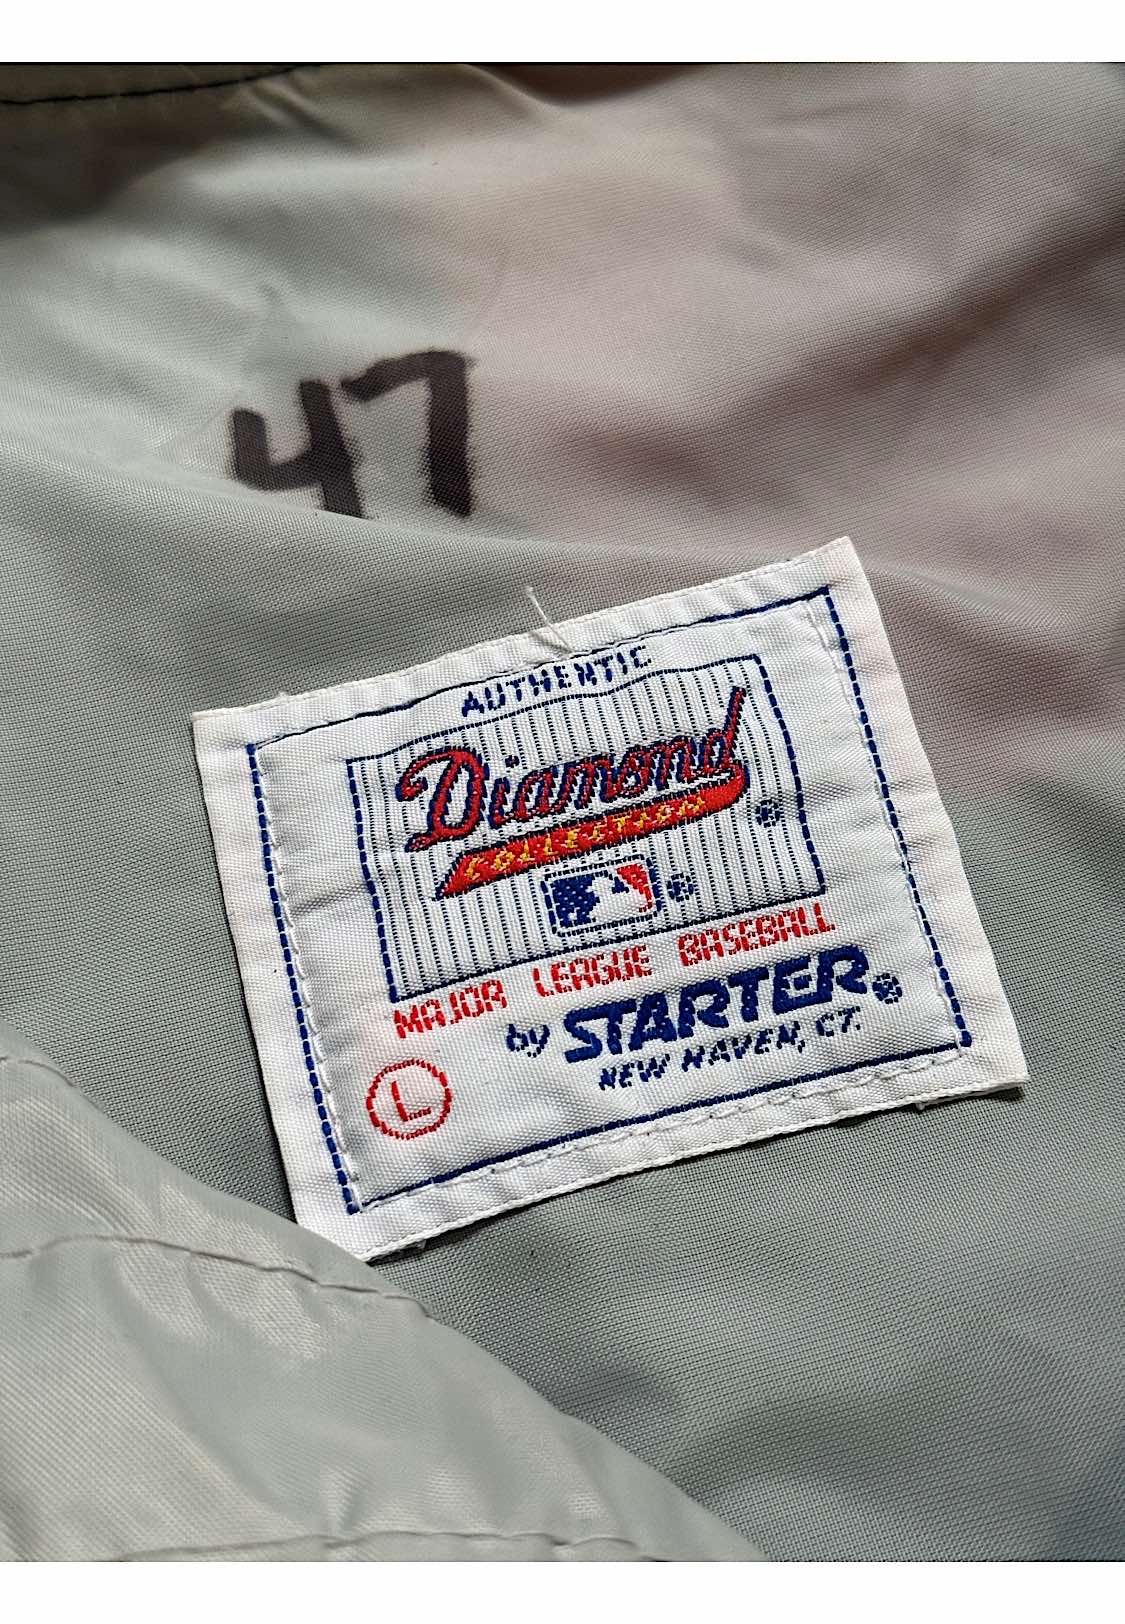 47
AUTHENTIC
Diamond
COLLECTION ®
®
MAJOR LEAGUE BASEBALL
by STARTER®
NEW HAVEN, CT.
L